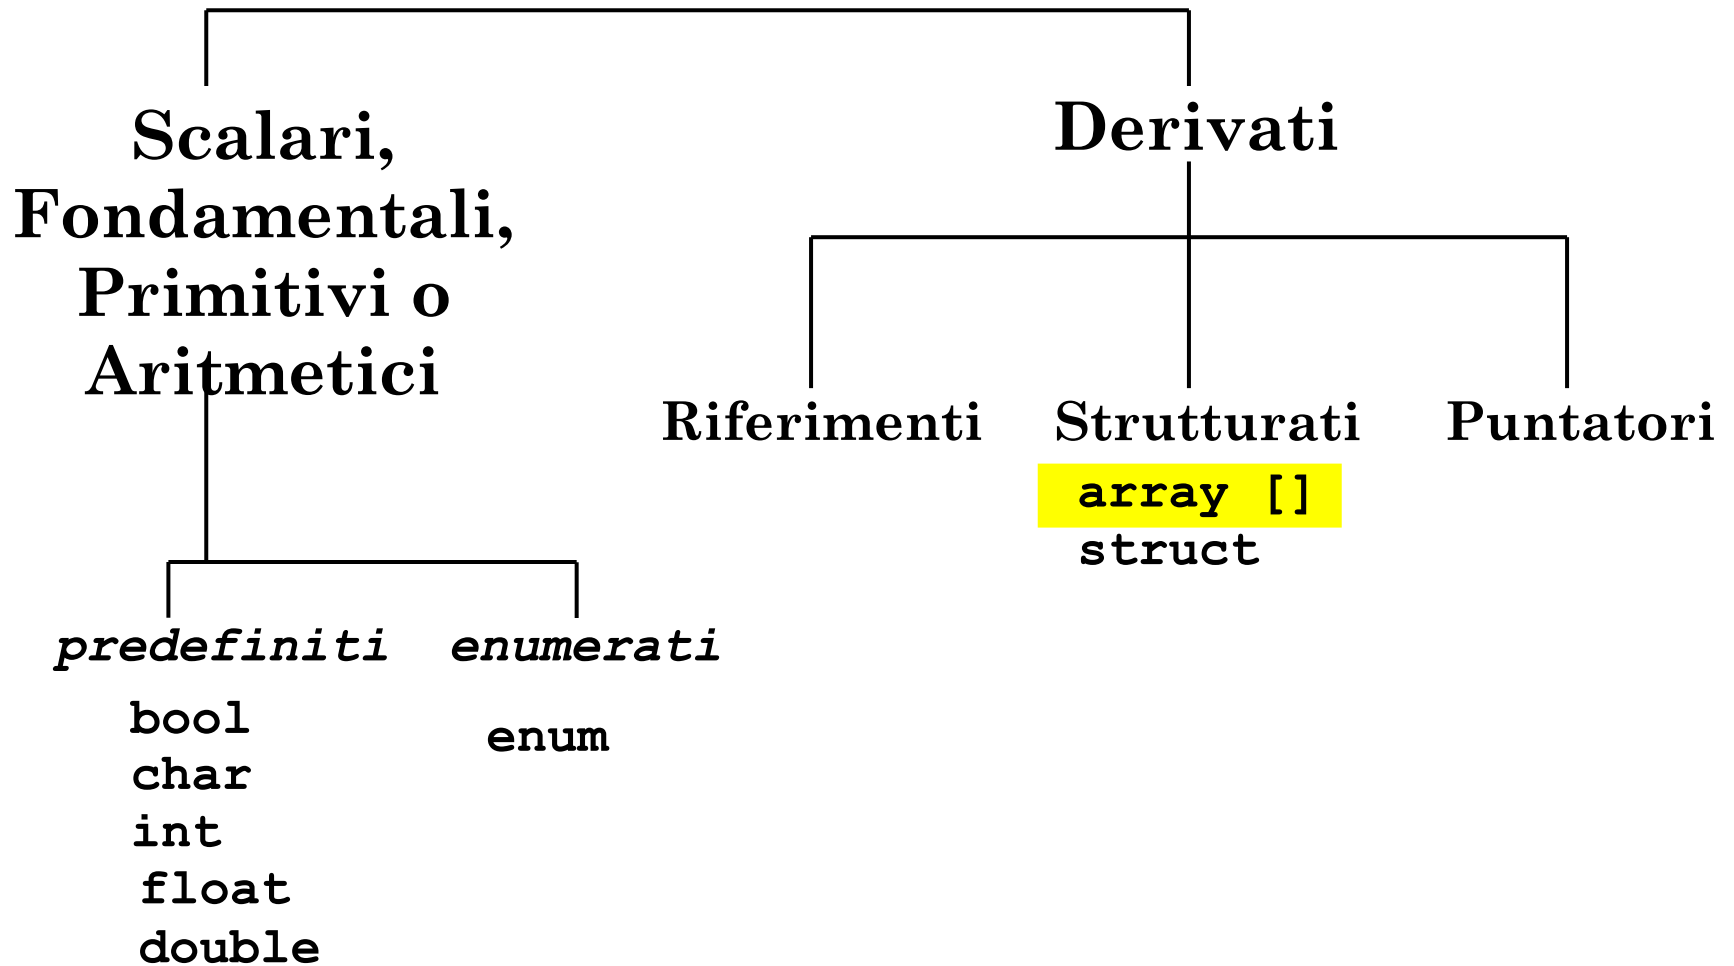 Scalari,
Fondamentali,
Primitivi o
Aritmetici
Derivati
Riferimenti
Strutturati
array []
struct
Puntatori
predefiniti
bool
char
int
float
double
enumerati
enum